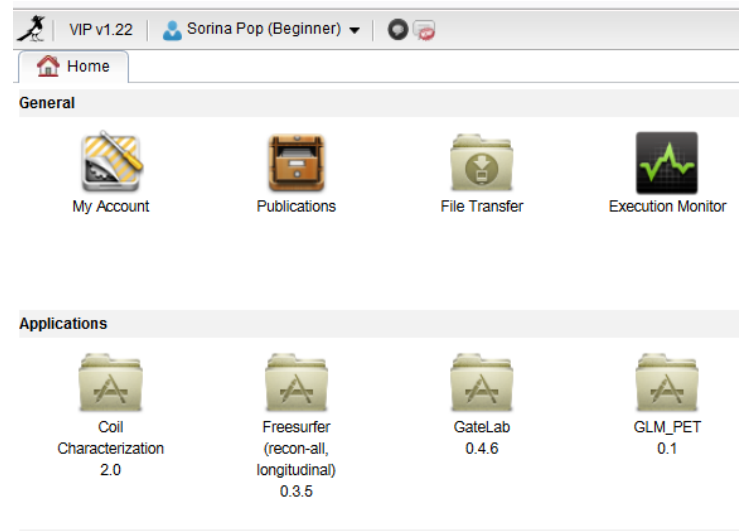 VIP v1.22 Sorina Pop (Beginner)
Home
General
My Account Publications File Transfer Execution Monitor
Applications
Coil Freesurfer GateLab GLM_PET
Characterization (recon-all, 0.4.6 0.1
2.0 longitudinal)
0.3.5